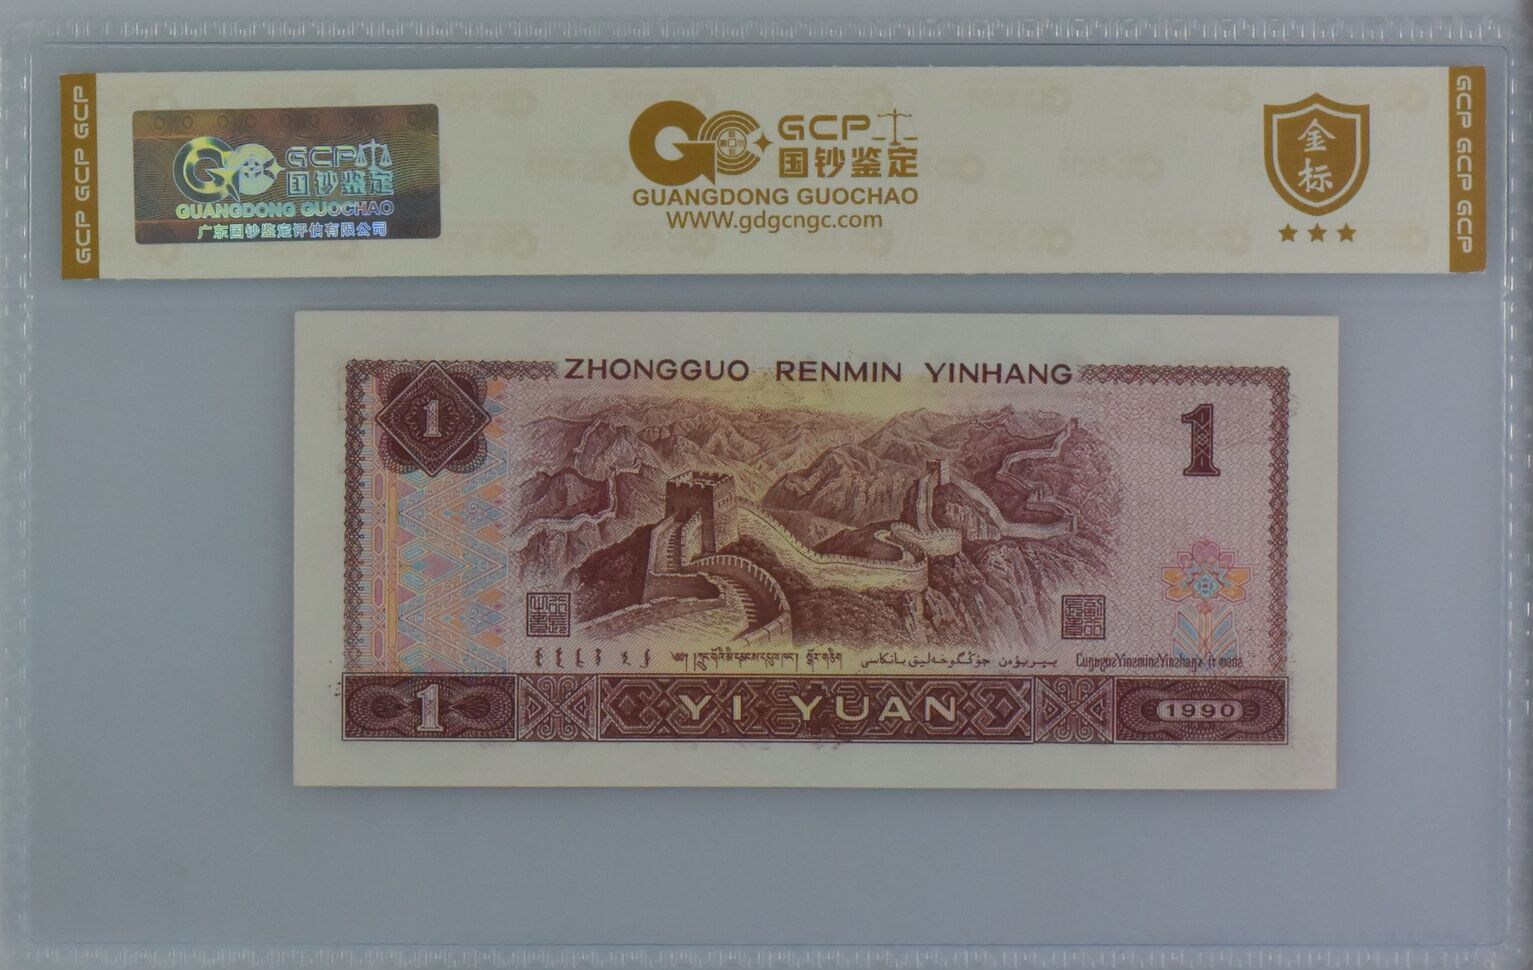 GCP GCP GCP
GCP
国钞鉴定
GUANGDONG GUOCHAO
广东国钞鉴定评估有限公司
GCP
国钞鉴定
GUANGDONG GUOCHAO
WWW.gdgcngc.com
金标
GCP GCP GCP
ZHONGGUO RENMIN YINHANG
1
1
1
YI YUAN
1990